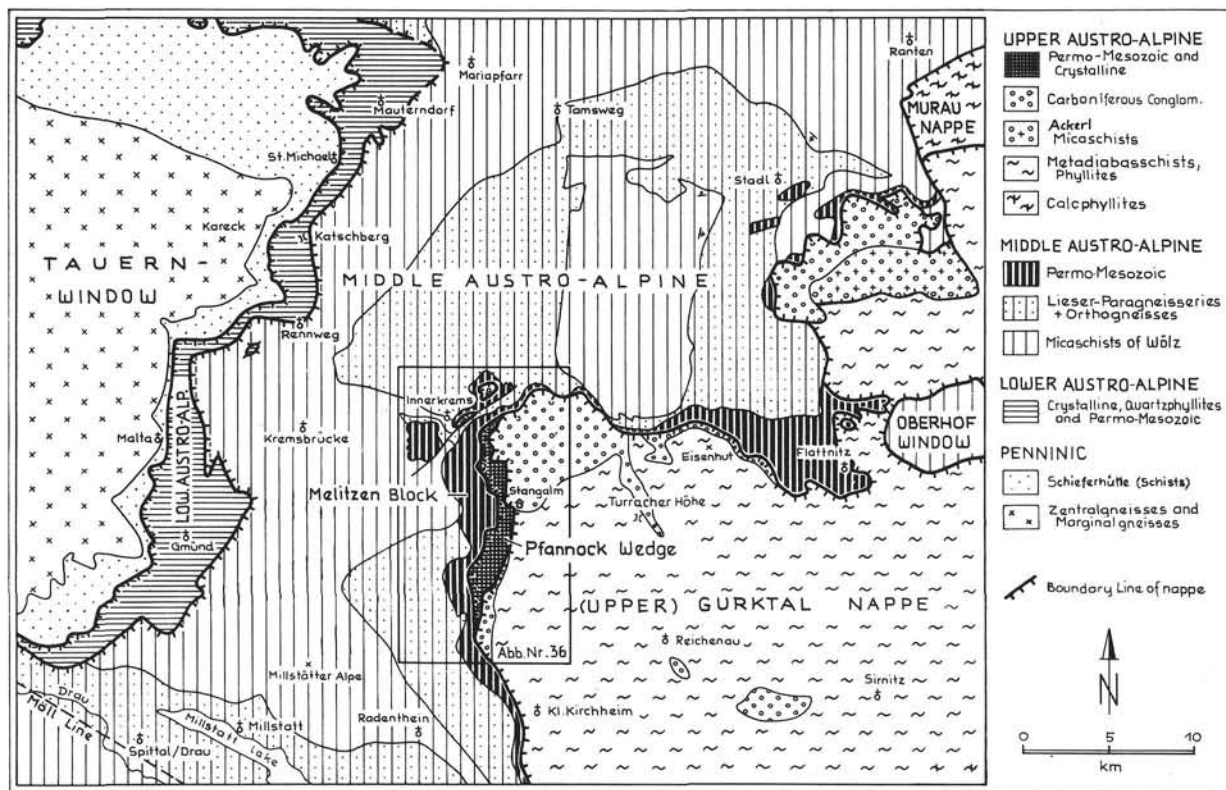 Ranten
Mariapfarr
Mauterndorf
Tamsweg
MURAU
NAPPE
St.Michael
Stadl
Kareck
Katschberg
TAUERN-
WINDOW
MIDDLE AUSTRO-ALPINE
Rennweg
Innerkrems
LOW.AUSTRO-ALP.
Malta
Kremsbrücke
OBERHOF
WINDOW
Eisenhut
Flattnitz
Melitzen Block
Stangalm
Turracher Höhe
Gmünd
Pfannock Wedge
(UPPER) GURKTAL NAPPE
Reichenau
Abb.Nr.36
Sirnitz
Millstätter Alpe
Drau
Möll Line
Millstatt
Millstatt Lake
Radenthein
Kl.Kirchheim
Spittal/Drau
UPPER AUSTRO-ALPINE
Permo-Mesozoic and
Crystalline
Carboniferous Conglom.
Ackerl
Micaschists
Metadiabasschists,
Phyllites
Calcphyllites
MIDDLE AUSTRO-ALPINE
Permo-Mesozoic
Lieser-Paragneisseries
+ Orthogneisses
Micaschists of Wölz
LOWER AUSTRO-ALPINE
Crystalline, Quartzphyllites
and Permo-Mesozoic
PENNINIC
Schieferhütte (Schists)
Zentralgneisses and
Marginalgneisses
Boundary Line of nappe
N
0 5 10
km